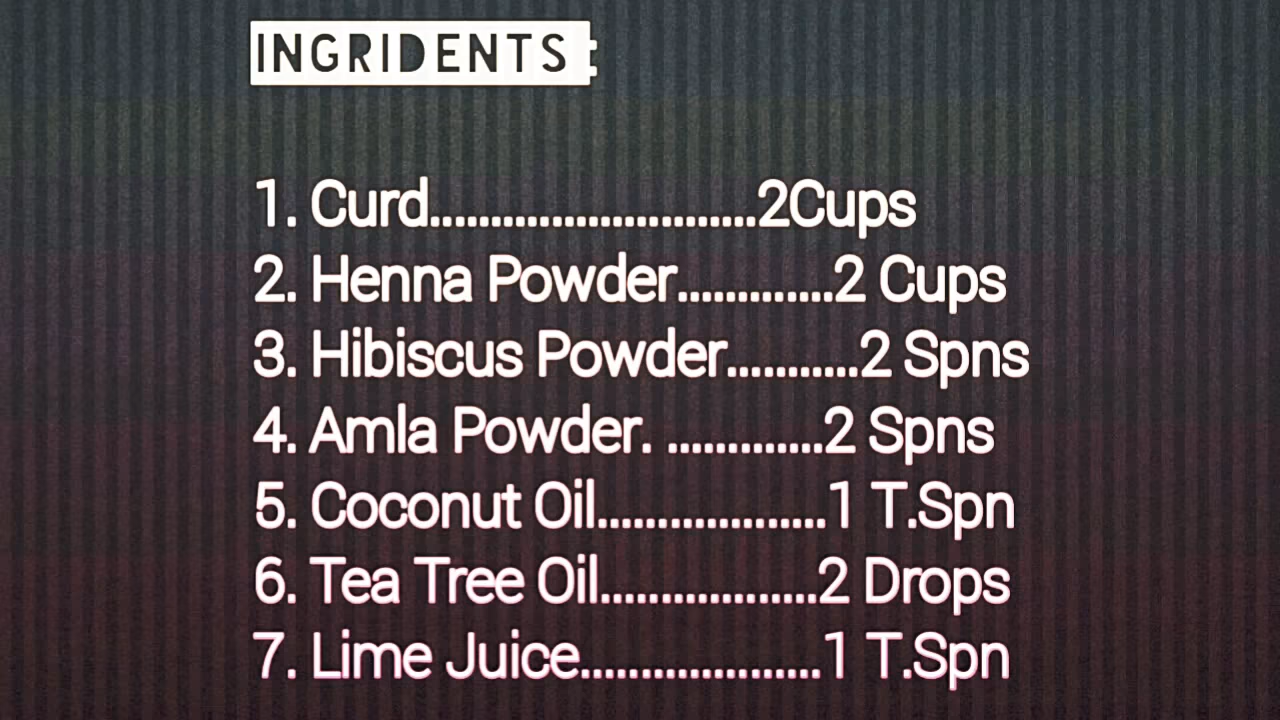 INGRIDENTS :
1. Curd...........................2Cups
2. Henna Powder.............2 Cups
3. Hibiscus Powder...........2 Spns
4. Amla Powder. .............2 Spns
5. Coconut Oil...................1 T.Spn
6. Tea Tree Oil..................2 Drops
7. Lime Juice....................1 T.Spn